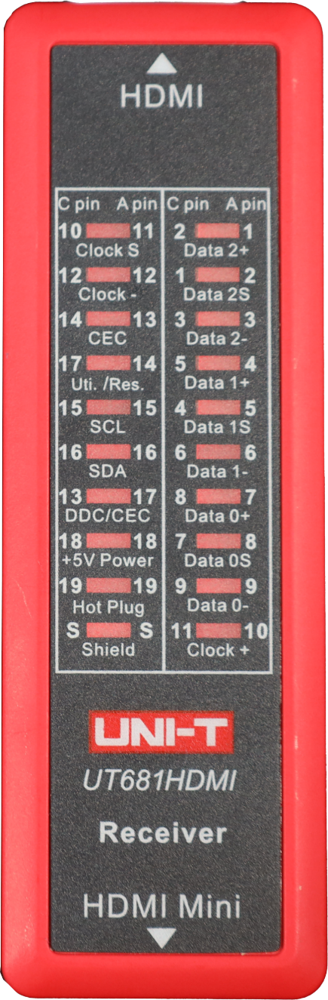 HDMI
C pin A pin C pin A pin
10 11 2 1
Clock S Data 2+
12 12 1 2
Clock - Data 2S
14 13 3 3
CEC Data 2-
17 14 5 4
Uti. /Res. Data 1+
15 15 4 5
SCL Data 1S
16 16 6 6
SDA Data 1-
13 17 8 7
DDC/CEC Data 0+
18 18 7 8
+5V Power Data 0S
19 19 9 9
Hot Plug Data 0-
S S 11 10
Shield Clock +
UNI-T
UT681HDMI
Receiver
HDMI Mini